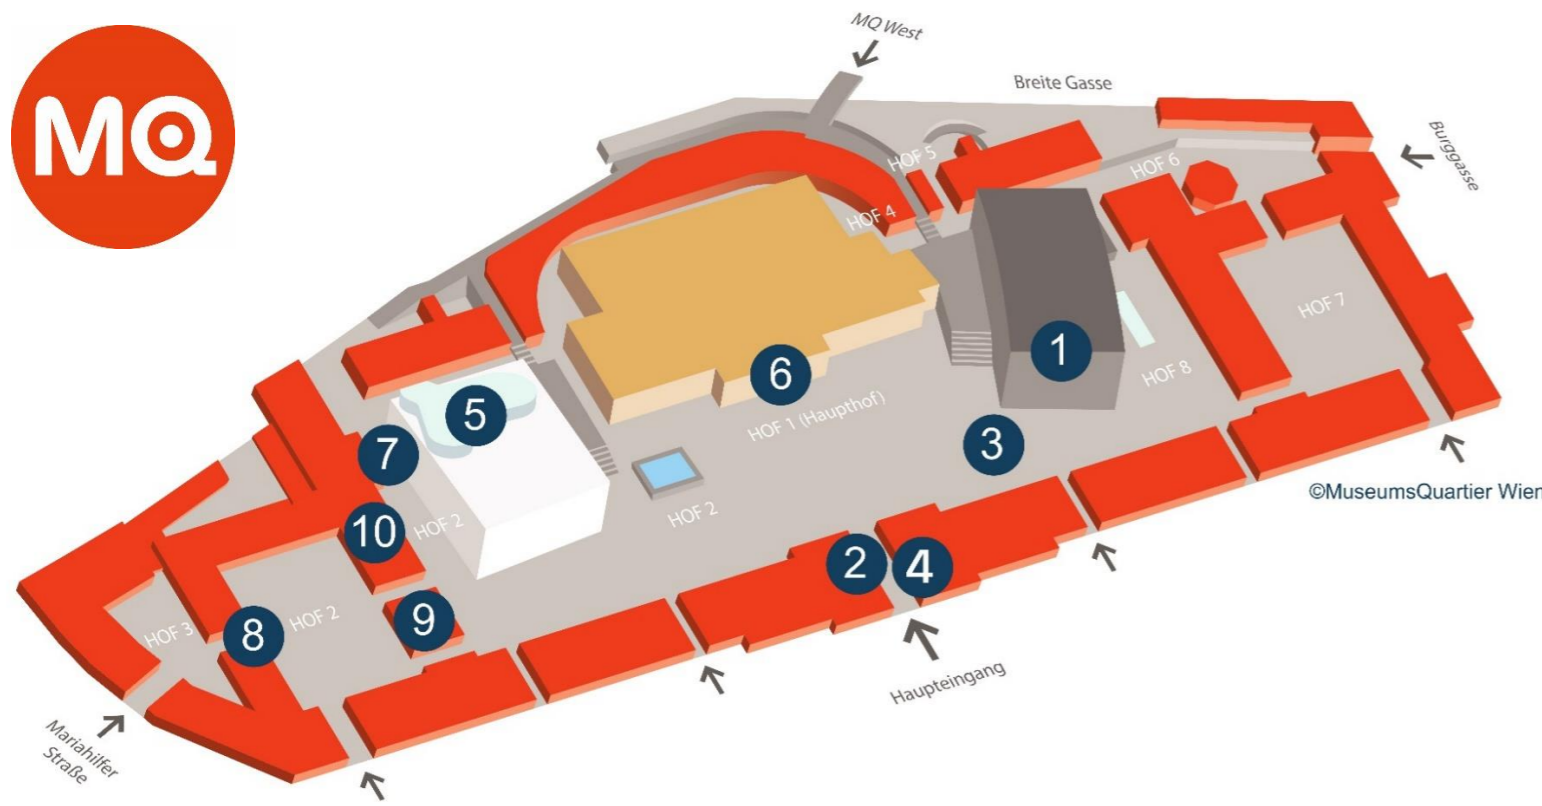 MQ
MQ West
Breite Gasse
Burggasse
HOF 5
HOF 6
HOF 4
HOF 7
1
6
HOF 8
5
HOF 1 (Haupthof)
3
7
©MuseumsQuartier Wien
HOF 2
10
HOF 2
2
4
9
HOF 2
8
HOF 3
Haupteingang
Mariahilfer
Straße